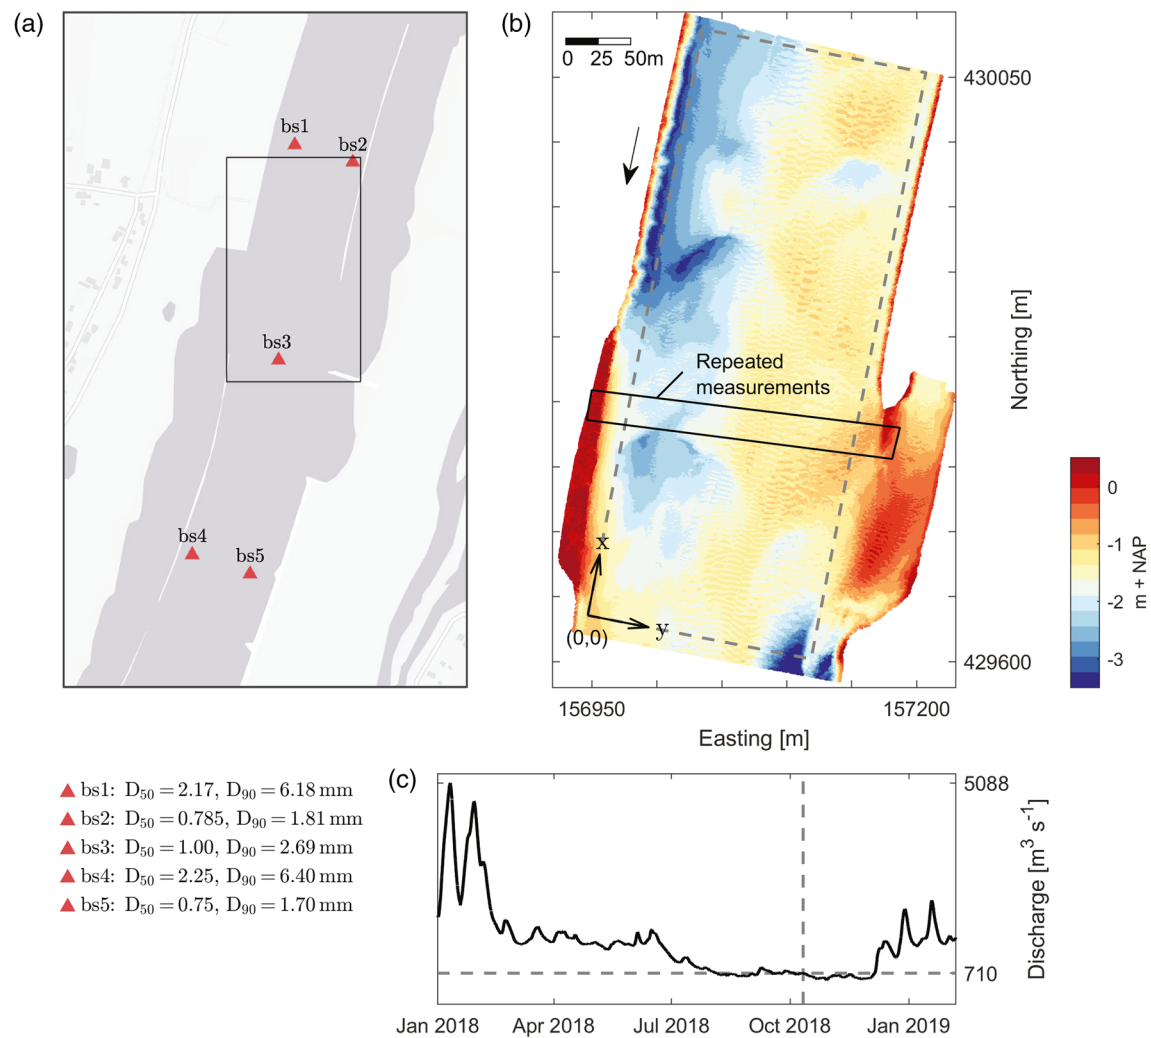 (a)
bs1
bs2
bs3
bs4
bs5
(b)
0 25 50m
Repeated
measurements
x
y
(0,0)
430050
429600
Northing [m]
156950 157200
Easting [m]
0
-1
-2
-3
m + NAP
bs1: D50 = 2.17, D90 = 6.18 mm
bs2: D50 = 0.785, D90 = 1.81 mm
bs3: D50 = 1.00, D90 = 2.69 mm
bs4: D50 = 2.25, D90 = 6.40 mm
bs5: D50 = 0.75, D90 = 1.70 mm
(c)
5088
710
Discharge [m3 s-1]
Jan 2018 Apr 2018 Jul 2018 Oct 2018 Jan 2019